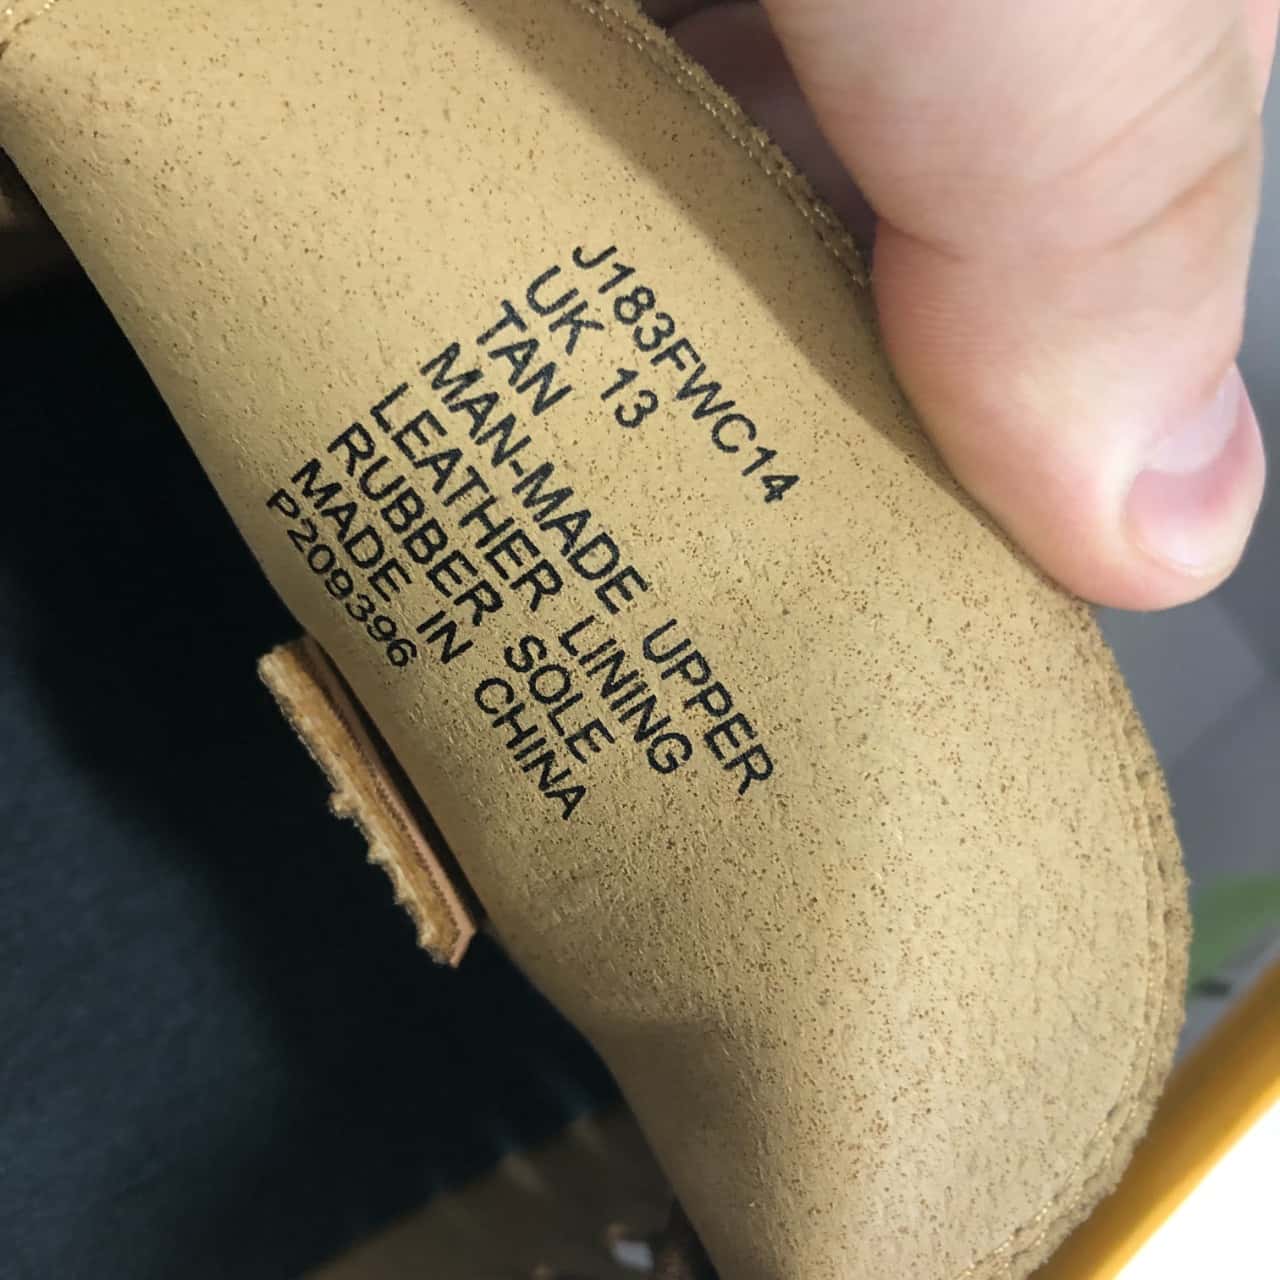 J183FWC14
UK 13
TAN
MAN-MADE UPPER
LEATHER LINING
RUBBER SOLE
MADE IN CHINA
P209396